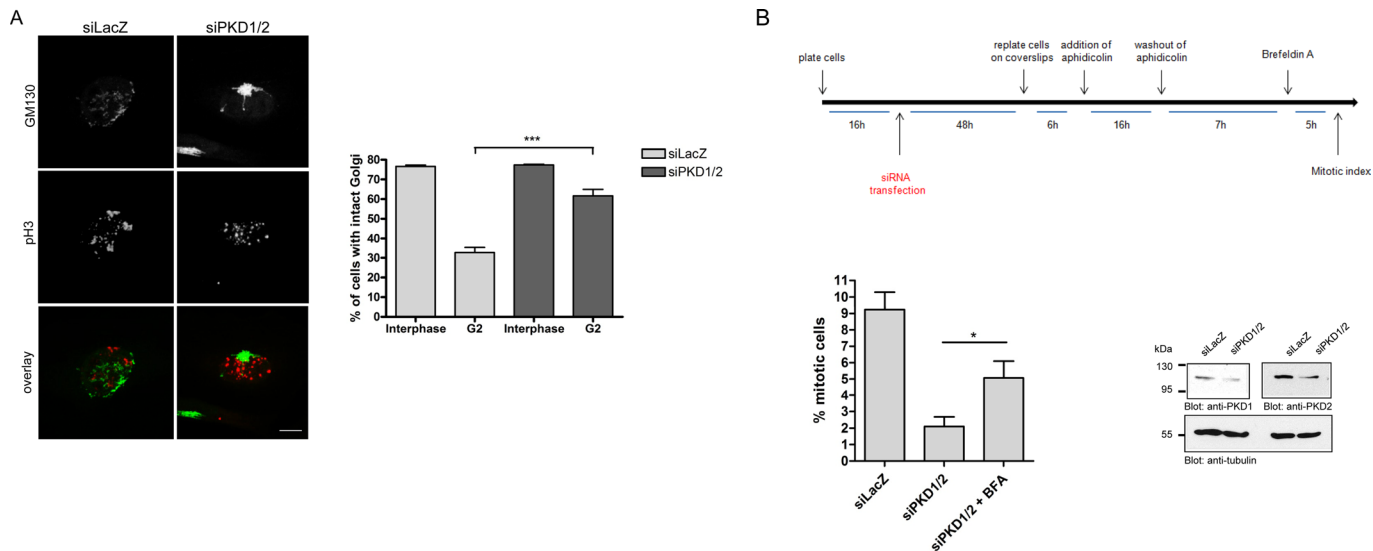 A
siLacZ
siPKD1/2
GM130
pH3
overlay
% of cells with intact Golgi
80
70
60
50
40
30
20
10
0
***
Interphase
G2
Interphase
G2
siLacZ
siPKD1/2
B
plate cells
replate cells
on coverslips
addition of
aphidicolin
washout of
aphidicolin
Brefeldin A
16h
48h
6h
16h
7h
5h
siRNA
transfection
Mitotic index
% mitotic cells
11
10
9
8
7
6
5
4
3
2
1
0
*
siLacZ
siPKD1/2
siPKD1/2 + BFA
kDa
siLacZ
siPKD1/2
siLacZ
siPKD1/2
130
95
Blot: anti-PKD1
Blot: anti-PKD2
55
Blot: anti-tubulin